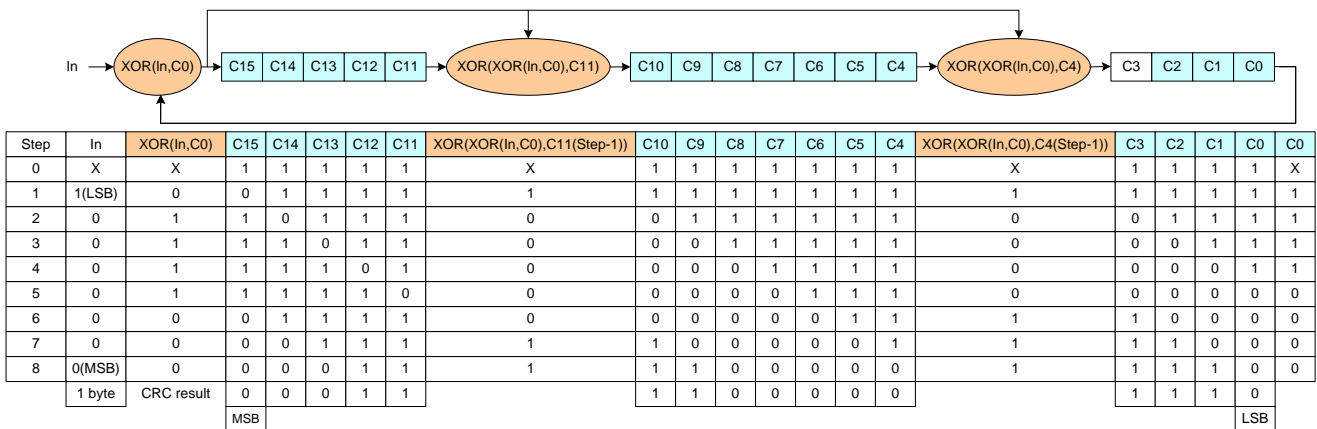 In XOR(In,C0) C15 C14 C13 C12 C11 XOR(XOR(In,C0),C11) C10 C9 C8 C7 C6 C5 C4 XOR(XOR(In,C0),C4) C3 C2 C1 C0
Step In XOR(In,C0) C15 C14 C13 C12 C11 XOR(XOR(In,C0),C11(Step-1)) C10 C9 C8 C7 C6 C5 C4 XOR(XOR(In,C0),C4(Step-1)) C3 C2 C1 C0 C0
0 X X 1 1 1 1 1 X 1 1 1 1 1 1 1 X 1 1 1 1 X
1 1(LSB) 0 0 1 1 1 1 1 1 1 1 1 1 1 1 1 1 1 1 1 1
2 0 1 1 0 1 1 1 0 0 1 1 1 1 1 1 0 0 1 1 1 1
3 0 1 1 1 0 1 1 0 0 0 1 1 1 1 1 0 0 0 1 1 1
4 0 1 1 1 1 0 1 0 0 0 0 1 1 1 1 0 0 0 0 1 1
5 0 1 1 1 1 1 0 0 0 0 0 0 1 1 1 0 0 0 0 0 0
6 0 0 0 1 1 1 1 0 0 0 0 0 0 1 1 1 1 0 0 0 0
7 0 0 0 0 1 1 1 1 1 0 0 0 0 0 1 1 1 1 0 0 0
8 0(MSB) 0 0 0 0 1 1 1 1 1 0 0 0 0 0 1 1 1 1 0 0
1 byte CRC result 0 0 0 1 1 1 1 0 0 0 0 0 1 1 1 0
MSB LSB